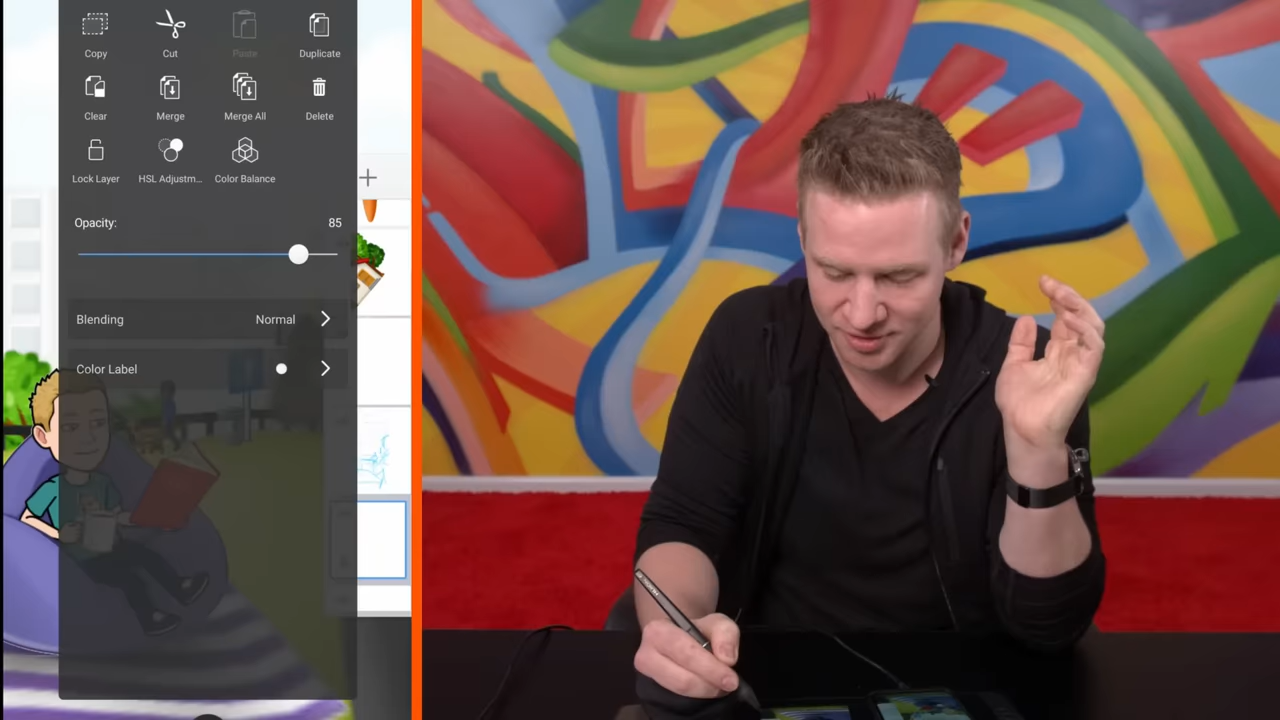 Copy Cut Paste Duplicate
Clear Merge Merge All Delete
Lock Layer HSL Adjustm... Color Balance
Opacity: 85
Blending Normal
Color Label